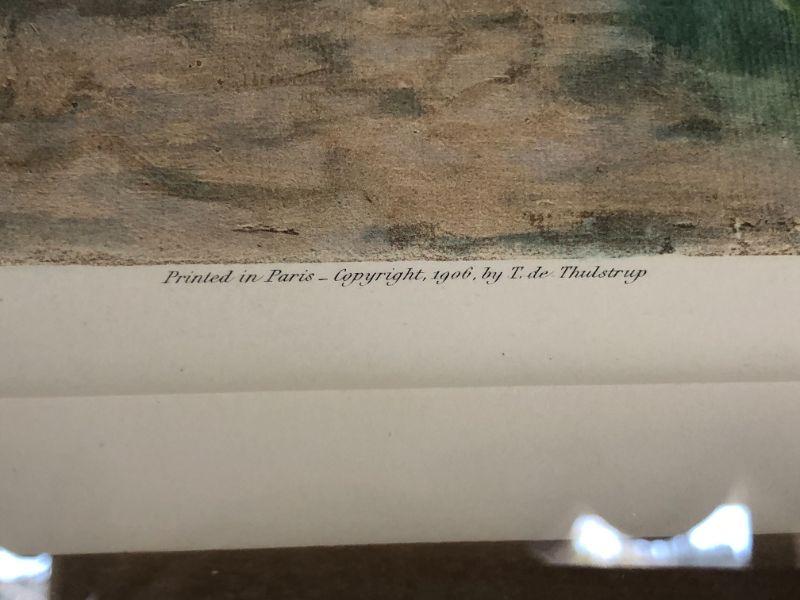 Printed in Paris – Copyright, 1906, by T. de Thulstrup